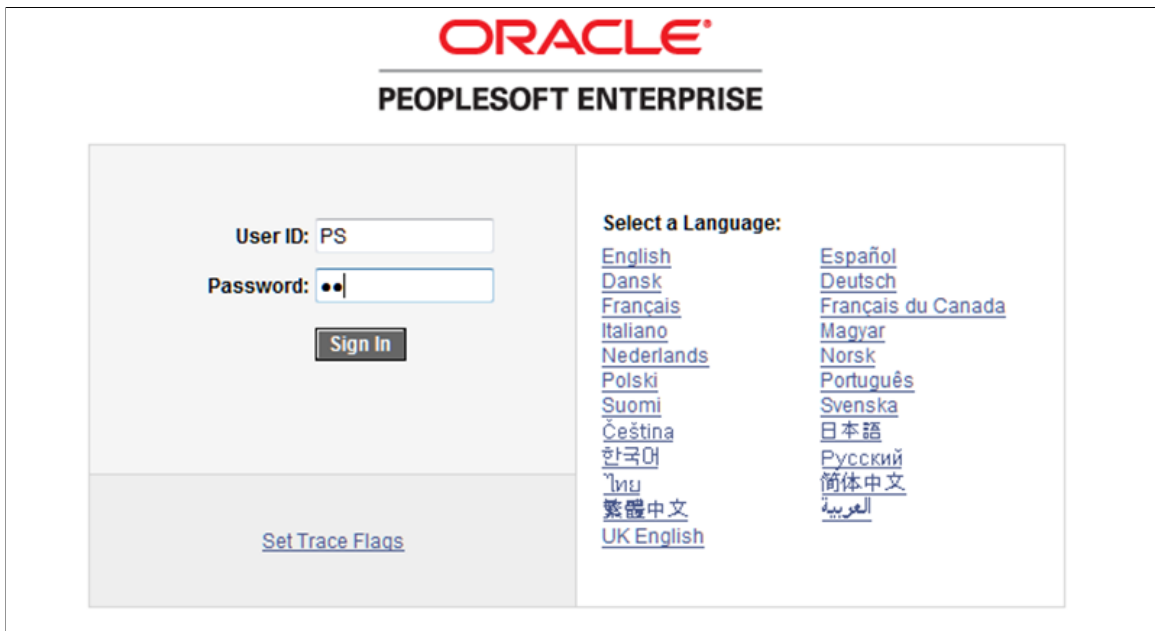 ORACLE®
PEOPLESOFT ENTERPRISE
User ID: PS
Password: ••
Sign In
Set Trace Flags
Select a Language:
English Español
Dansk Deutsch
Français Français du Canada
Italiano Magyar
Nederlands Norsk
Polski Português
Suomi Svenska
Čeština 日本語
한국어 Русский
ไทย 简体中文
繁體中文 العربية
UK English